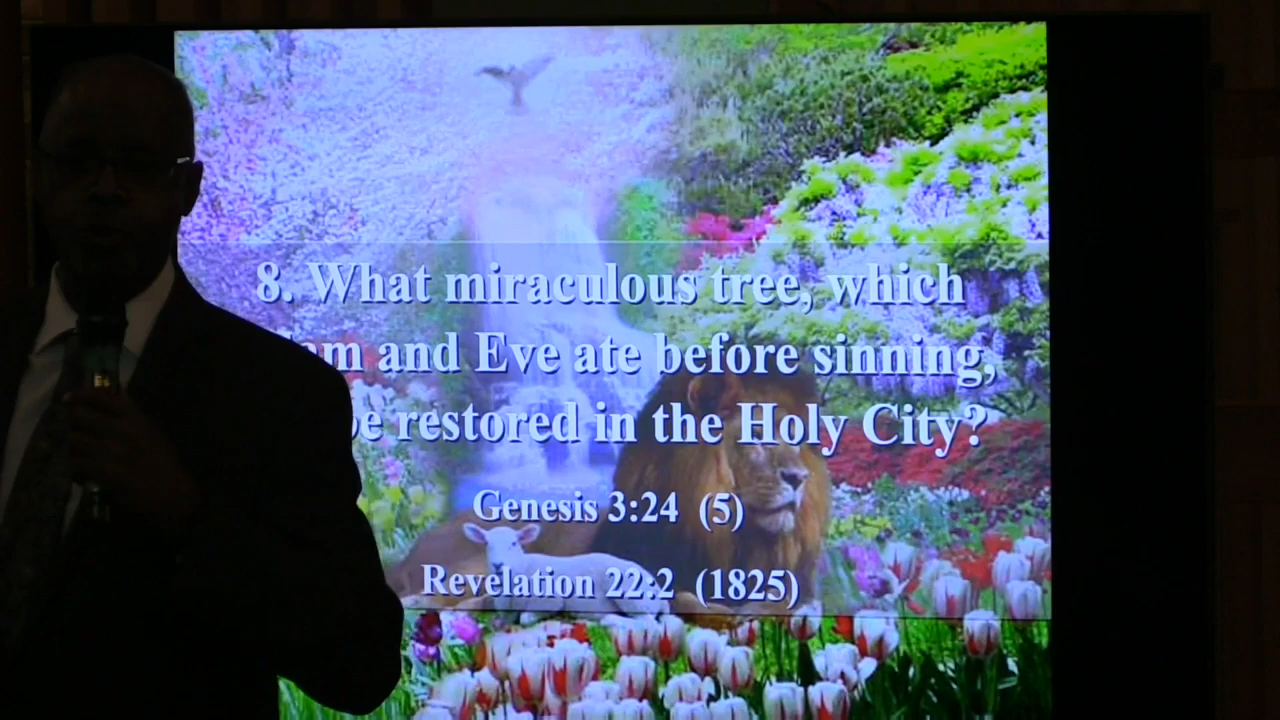 8. What miraculous tree, which
and Eve ate before sinning,
restored in the Holy City?
Genesis 3:24 (5)
Revelation 22:2 (1825)